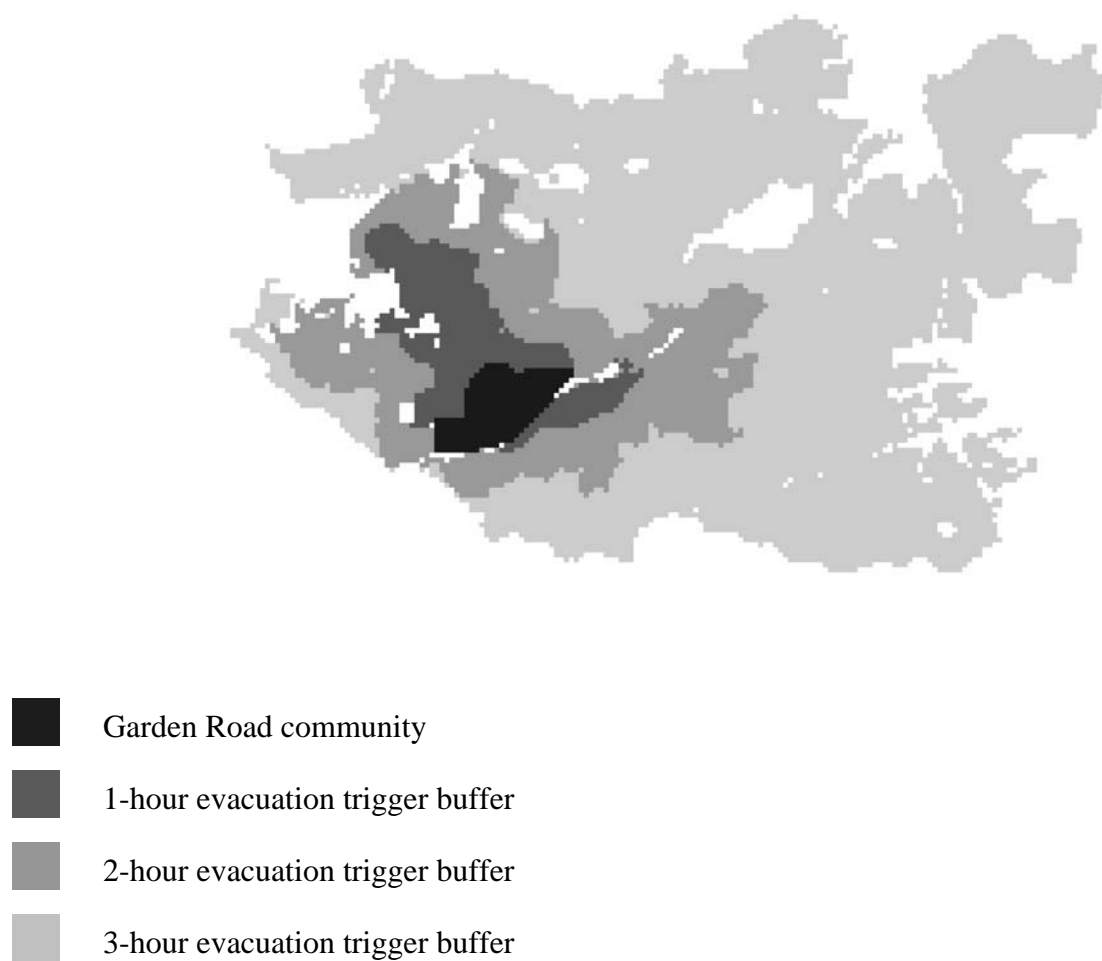 Garden Road community
1-hour evacuation trigger buffer
2-hour evacuation trigger buffer
3-hour evacuation trigger buffer